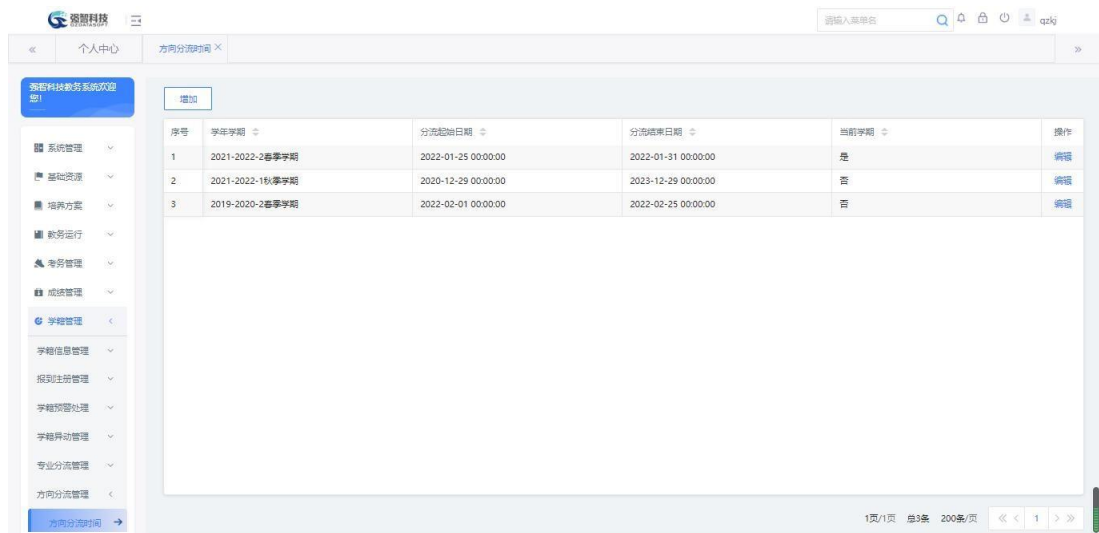 强智科技
QZDATASOFT
请输入菜单名
qzkj
个人中心
方向分流时间
强智科技教务系统欢迎
您!
增加
序号 学年学期 分流起始日期 分流结束日期 当前学期 操作
1 2021-2022-2春季学期 2022-01-25 00:00:00 2022-01-31 00:00:00 是 编辑
2 2021-2022-1秋季学期 2020-12-29 00:00:00 2023-12-29 00:00:00 否 编辑
3 2019-2020-2春季学期 2022-02-01 00:00:00 2022-02-25 00:00:00 否 编辑
系统管理
基础资源
培养方案
教务运行
考务管理
成绩管理
学籍管理
学籍信息管理
报到注册管理
学籍预警处理
学籍异动管理
专业分流管理
方向分流管理
方向分流时间
1页/1页 总3条 200条/页 1